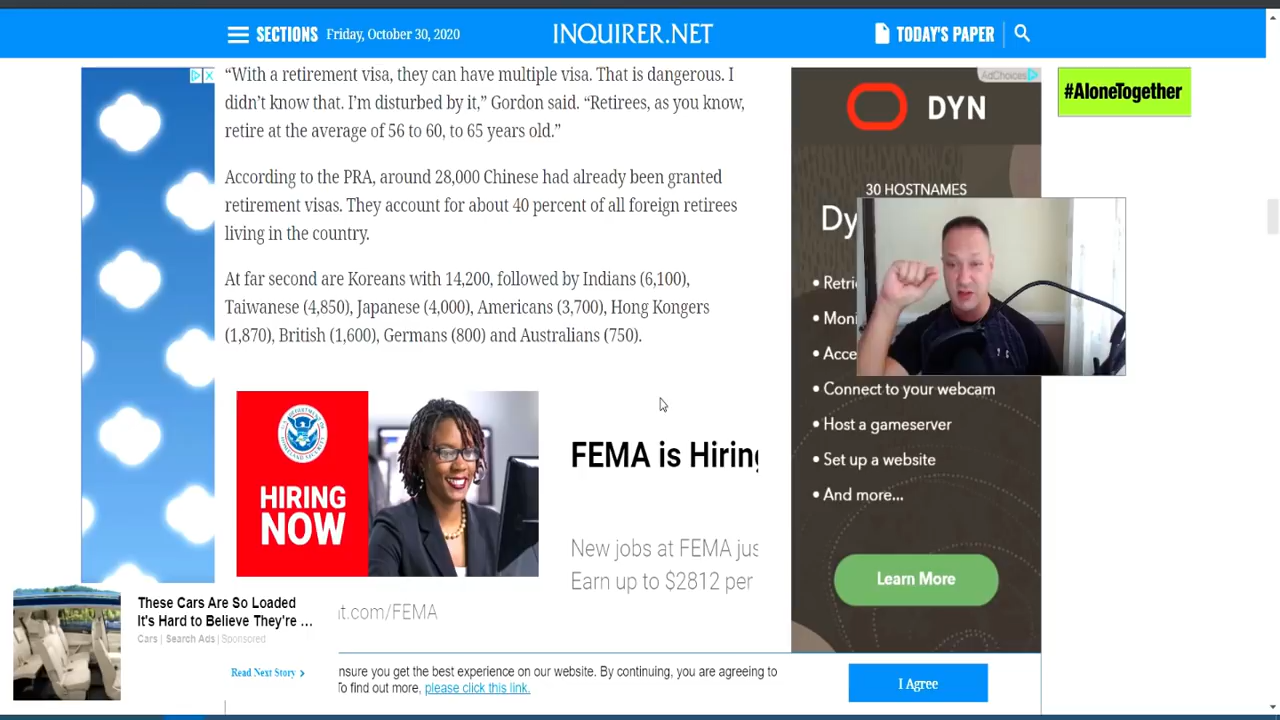 SECTIONS Friday, October 30, 2020 INQUIRER.NET TODAY'S PAPER
“With a retirement visa, they can have multiple visa. That is dangerous. I
didn’t know that. I’m disturbed by it,” Gordon said. “Retirees, as you know,
retire at the average of 56 to 60, to 65 years old.”
According to the PRA, around 28,000 Chinese had already been granted
retirement visas. They account for about 40 percent of all foreign retirees
living in the country.
At far second are Koreans with 14,200, followed by Indians (6,100),
Taiwanese (4,850), Japanese (4,000), Americans (3,700), Hong Kongers
(1,870), British (1,600), Germans (800) and Australians (750).
HIRING
NOW
FEMA is Hiring
New jobs at FEMA jus
Earn up to $2812 per
t.com/FEMA
These Cars Are So Loaded
It's Hard to Believe They're ...
Cars | Search Ads | Sponsored
Read Next Story
nsure you get the best experience on our website. By continuing, you are agreeing to
To find out more, please click this link.
I Agree
AdChoices
DYN
30 HOSTNAMES
Dy
• Retri
• Moni
• Acce
• Connect to your webcam
• Host a gameserver
• Set up a website
• And more...
Learn More
#AloneTogether